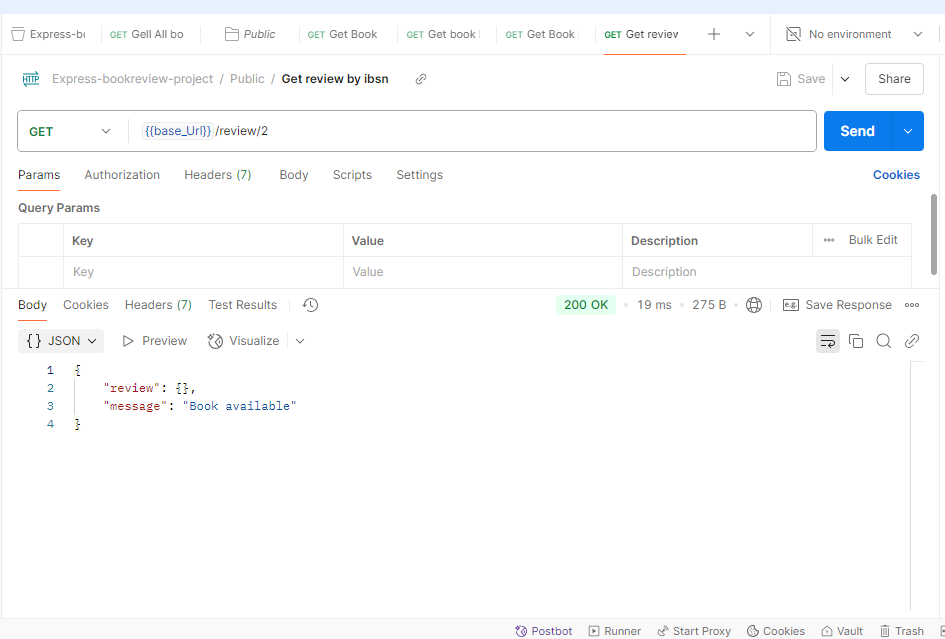 Express-bo GET Gell All bo Public GET Get Book GET Get book GET Get Book GET Get review No environment
HTTP Express-bookreview-project / Public / Get review by ibsn Save Share
GET {{base_Url}} /review/2 Send
Params Authorization Headers (7) Body Scripts Settings Cookies
Query Params
Key Value Description Bulk Edit
Key Value Description
Body Cookies Headers (7) Test Results 200 OK 19 ms 275 B e.g. Save Response
{} JSON Preview Visualize
1 {
2 "review": {},
3 "message": "Book available"
4 }
Postbot Runner Start Proxy Cookies Vault Trash